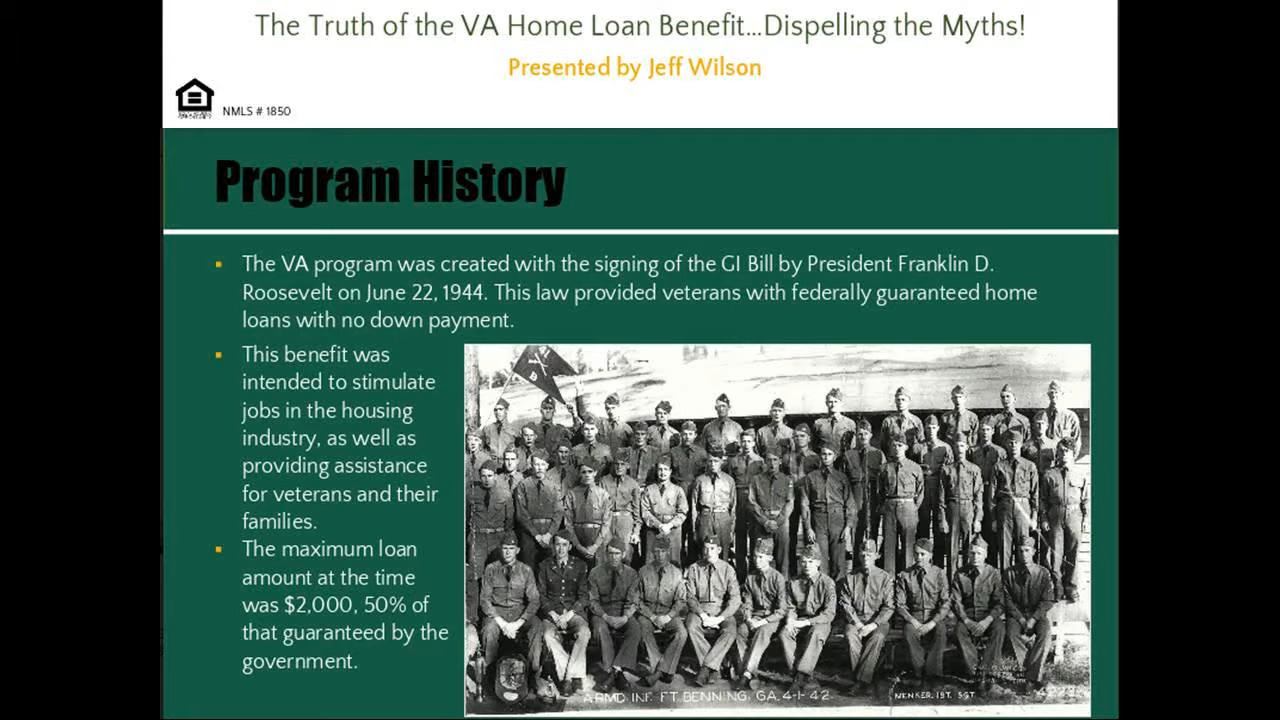 The Truth of the VA Home Loan Benefit...Dispelling the Myths!
Presented by Jeff Wilson
NMLS # 1850
Program History
The VA program was created with the signing of the GI Bill by President Franklin D.
Roosevelt on June 22, 1944. This law provided veterans with federally guaranteed home
loans with no down payment.
This benefit was
intended to stimulate
jobs in the housing
industry, as well as
providing assistance
for veterans and their
families.
The maximum loan
amount at the time
was $2,000, 50% of
that guaranteed by the
government.
ARMD. INF. FT. BENNING, GA. 4-1-42.
MENKER. 1ST. SGT